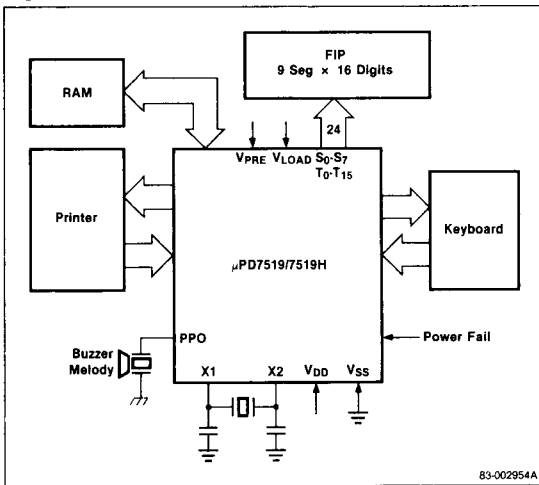 FIP
9 Seg × 16 Digits
RAM
24
VPRE
VLOAD
S0-S7
T0-T15
Printer
Keyboard
μPD7519/7519H
PPO
Power Fail
Buzzer
Melody
X1
X2
VDD
VSS
83-002954A